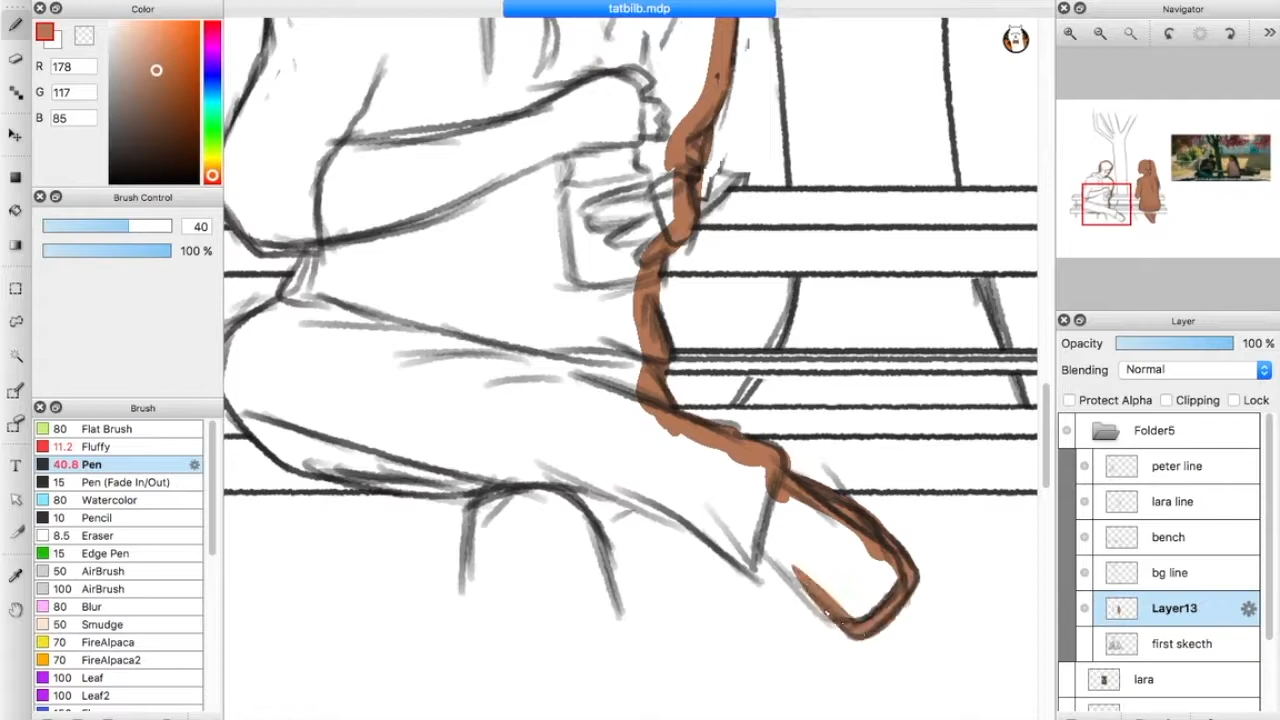 Color
tatbilb.mdp
Navigator
R 178
G 117
B 85
Brush Control
40
100 %
Brush
80 Flat Brush
11.2 Fluffy
40.8 Pen
15 Pen (Fade In/Out)
80 Watercolor
10 Pencil
8.5 Eraser
15 Edge Pen
50 AirBrush
100 AirBrush
80 Blur
50 Smudge
70 FireAlpaca
70 FireAlpaca2
100 Leaf
100 Leaf2
Layer
Opacity 100 %
Blending Normal
Protect Alpha Clipping Lock
Folder5
peter line
lara line
bench
bg line
Layer13
first skecth
lara